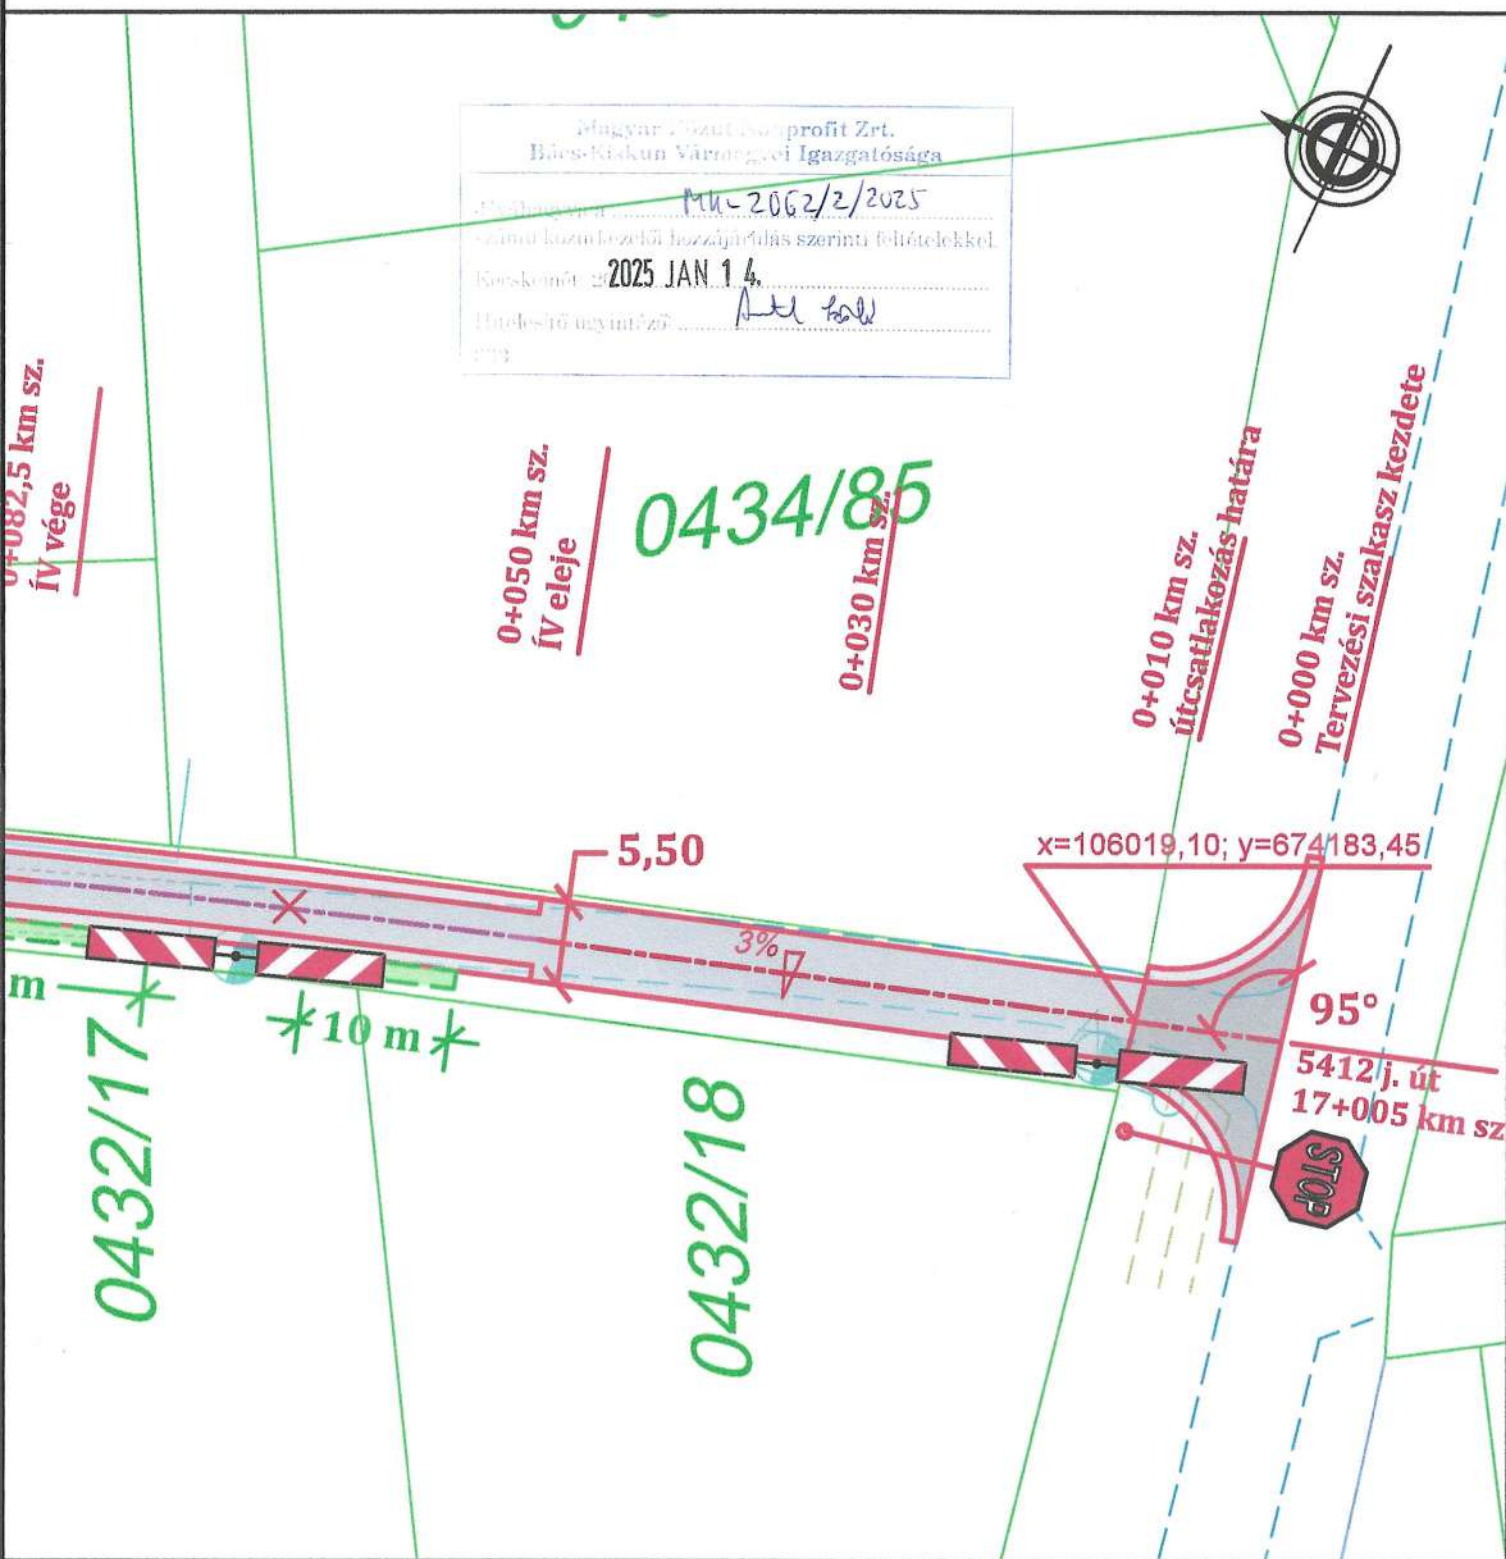 Magyar Közút Nonprofit Zrt.
Bács-Kiskun Vármegyei Igazgatósága
MK-2062/2/2025
számú közútkezelői hozzájárulás szerinti feltételekkel.
Kecskemét 2025 JAN 14.
Hitelesítő ügyintéző
0+082,5 km sz.
ÍV vége
0+050 km sz.
ÍV eleje
0434/85
0+030 km sz.
0+010 km sz.
útcsatlakozás határa
0+000 km sz.
Tervezési szakasz kezdete
5,50
x=106019,10; y=674183,45
3%
95°
5412 j. út
17+005 km sz
m
10 m
0432/17
0432/18
STOP